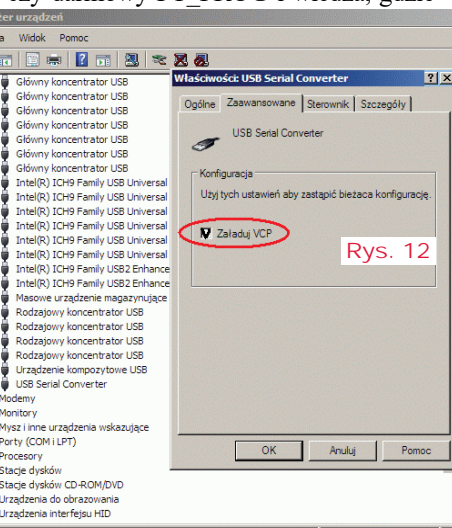 zer urządzeń
Widok Pomoc
Główny koncentrator USB
Główny koncentrator USB
Główny koncentrator USB
Główny koncentrator USB
Główny koncentrator USB
Główny koncentrator USB
Główny koncentrator USB
Intel(R) ICH9 Family USB Universal
Intel(R) ICH9 Family USB Universal
Intel(R) ICH9 Family USB Universal
Intel(R) ICH9 Family USB Universal
Intel(R) ICH9 Family USB Universal
Intel(R) ICH9 Family USB Universal
Intel(R) ICH9 Family USB2 Enhance
Intel(R) ICH9 Family USB2 Enhance
Masowe urządzenie magazynujące
Rodzajowy koncentrator USB
Rodzajowy koncentrator USB
Rodzajowy koncentrator USB
Rodzajowy koncentrator USB
Urządzenie kompozytowe USB
USB Serial Converter
Modemy
Monitory
Mysz i inne urządzenia wskazujące
Porty (COM i LPT)
Procesory
Stacje dysków
Stacje dysków CD-ROM/DVD
Urządzenia do obrazowania
Urządzenia interfejsu HID
Właściwości: USB Serial Converter
Ogólne Zaawansowane Sterownik Szczegóły
USB Serial Converter
Konfiguracja
Użyj tych ustawień aby zastąpić bieżaca konfigurację.
Załaduj VCP
Rys. 12
OK Anuluj Pomoc